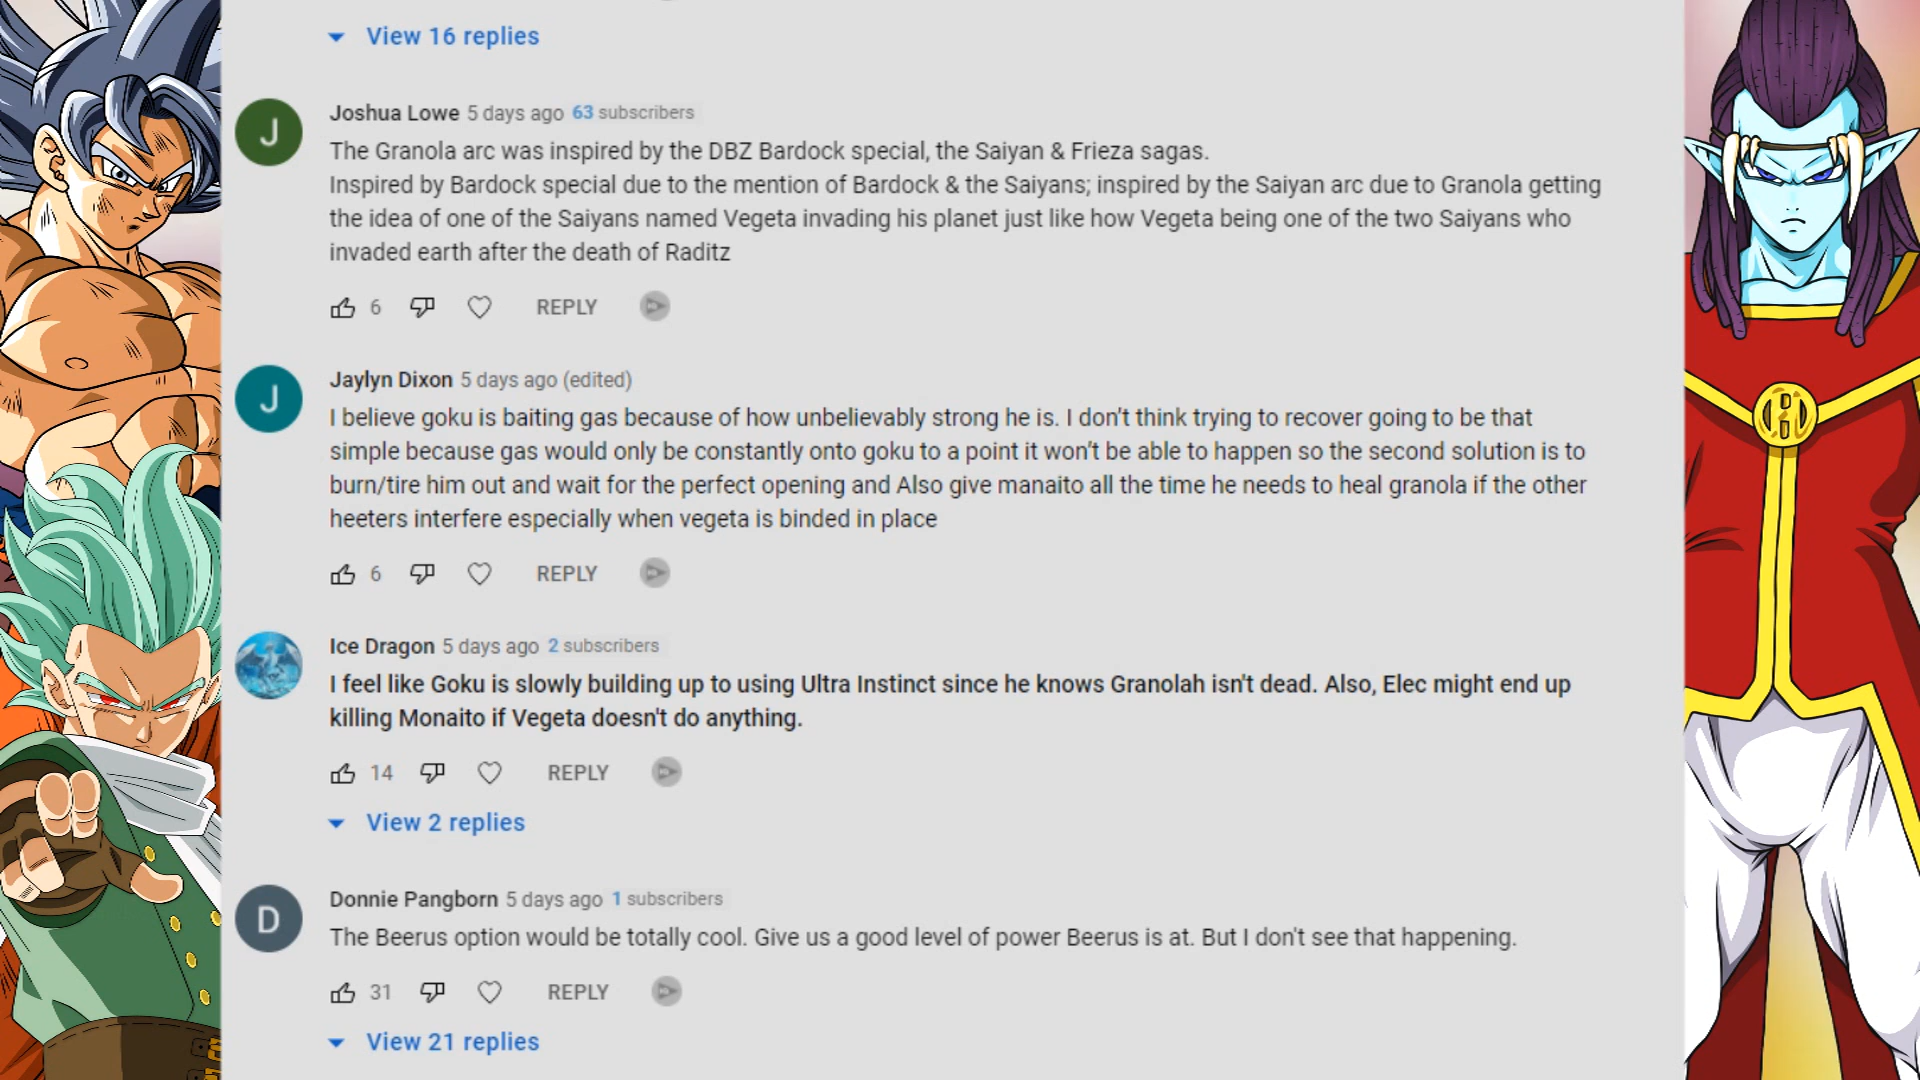 View 16 replies
Joshua Lowe 5 days ago 63 subscribers
The Granola arc was inspired by the DBZ Bardock special, the Saiyan & Frieza sagas.
Inspired by Bardock special due to the mention of Bardock & the Saiyans; inspired by the Saiyan arc due to Granola getting
the idea of one of the Saiyans named Vegeta invading his planet just like how Vegeta being one of the two Saiyans who
invaded earth after the death of Raditz
6 REPLY
J
Jaylyn Dixon 5 days ago (edited)
I believe goku is baiting gas because of how unbelievably strong he is. I don't think trying to recover going to be that
simple because gas would only be constantly onto goku to a point it won't be able to happen so the second solution is to
burn/tire him out and wait for the perfect opening and Also give manaito all the time he needs to heal granola if the other
heeters interfere especially when vegeta is binded in place
6 REPLY
J
Ice Dragon 5 days ago 2 subscribers
I feel like Goku is slowly building up to using Ultra Instinct since he knows Granolah isn't dead. Also, Elec might end up
killing Monaito if Vegeta doesn't do anything.
14 REPLY
View 2 replies
Donnie Pangborn 5 days ago 1 subscribers
D
The Beerus option would be totally cool. Give us a good level of power Beerus is at. But I don't see that happening.
31 REPLY
View 21 replies